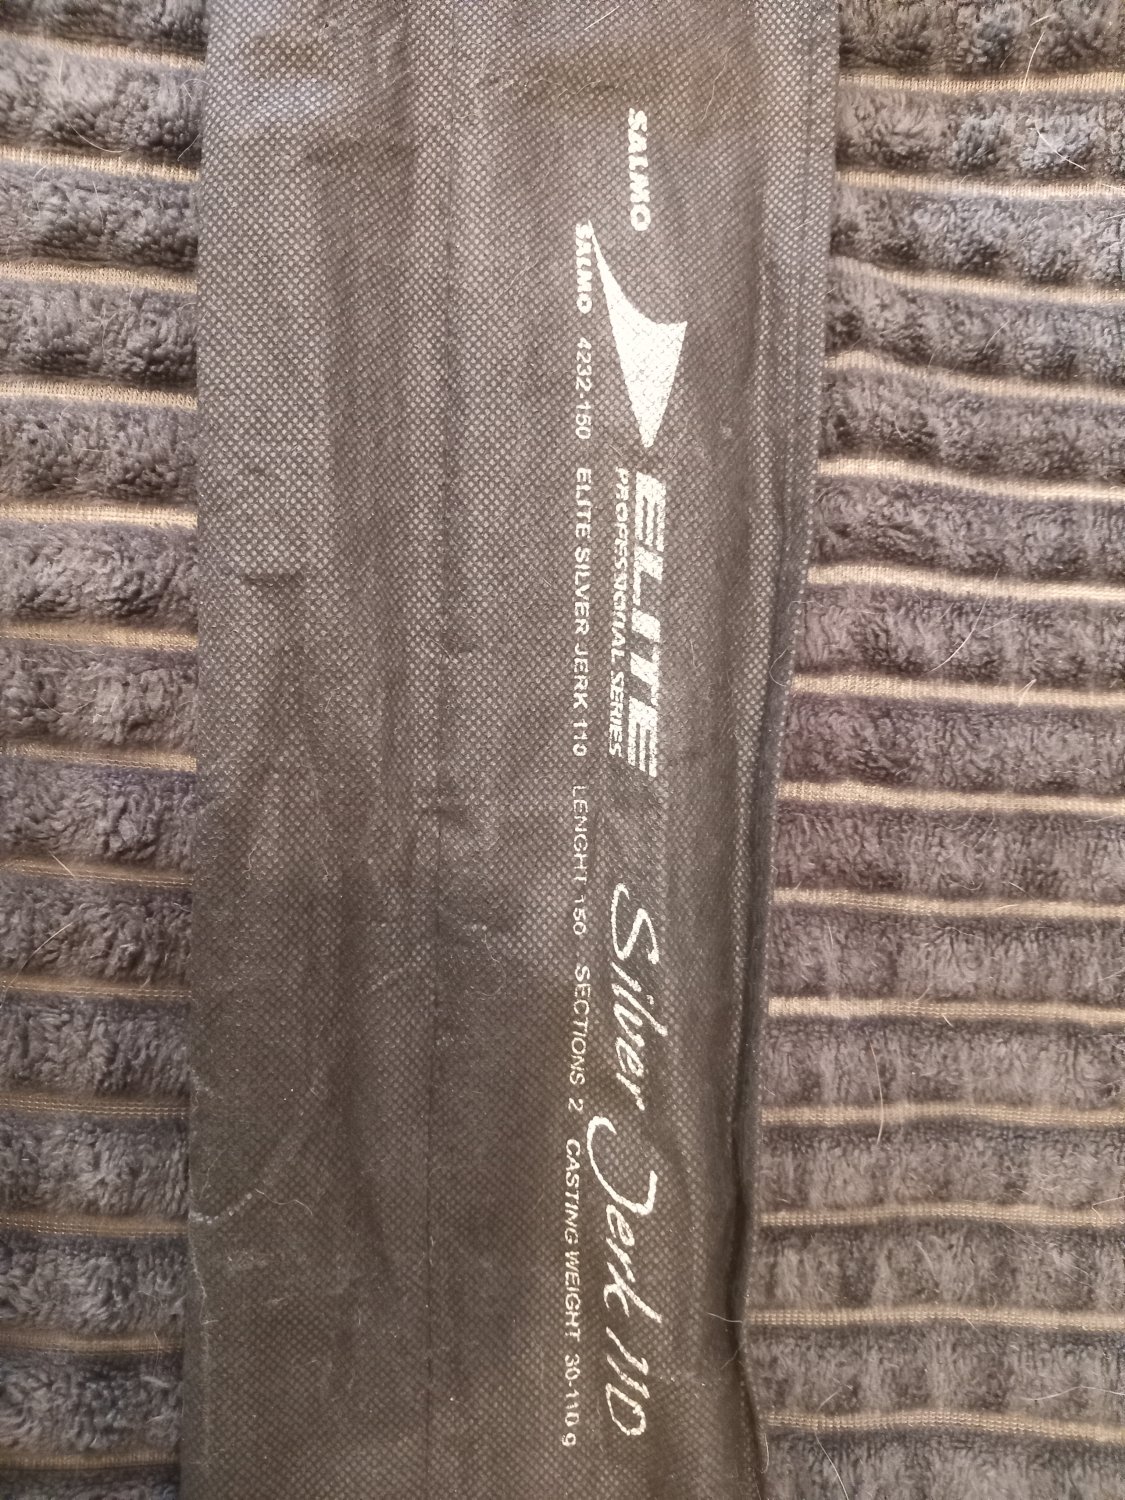 SALMO
ELITE Silver Jerk 110
PROFESSIONAL SERIES
SALMO 4232-150 ELITE SILVER JERK 110 LENGHT 150 SECTIONS 2 CASTING WEIGHT 30-110 g